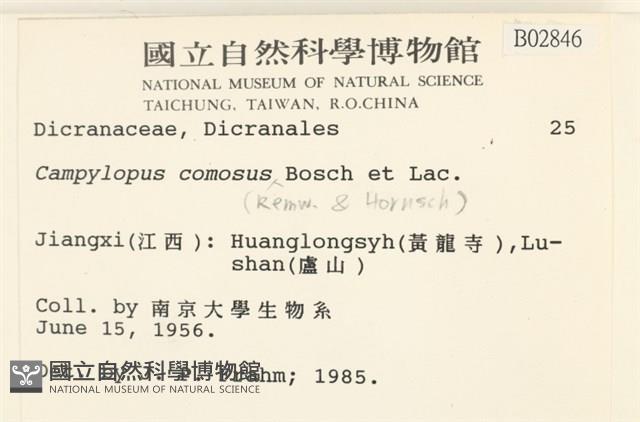 國立自然科學博物館
B02846
NATIONAL MUSEUM OF NATURAL SCIENCE
TAICHUNG, TAIWAN, R.O.CHINA
Dicranaceae, Dicranales 25
Campylopus comosus ^ Bosch et Lac.
& Hornsch)
Jiangxi(江西): Huanglongsyh(黃龍寺),Lu-
shan(盧山)
Coll. by 南京大學生物系
June 15, 1956.
國立自然科學博物館
NATIONAL MUSEUM OF NATURAL SCIENCE
1985.